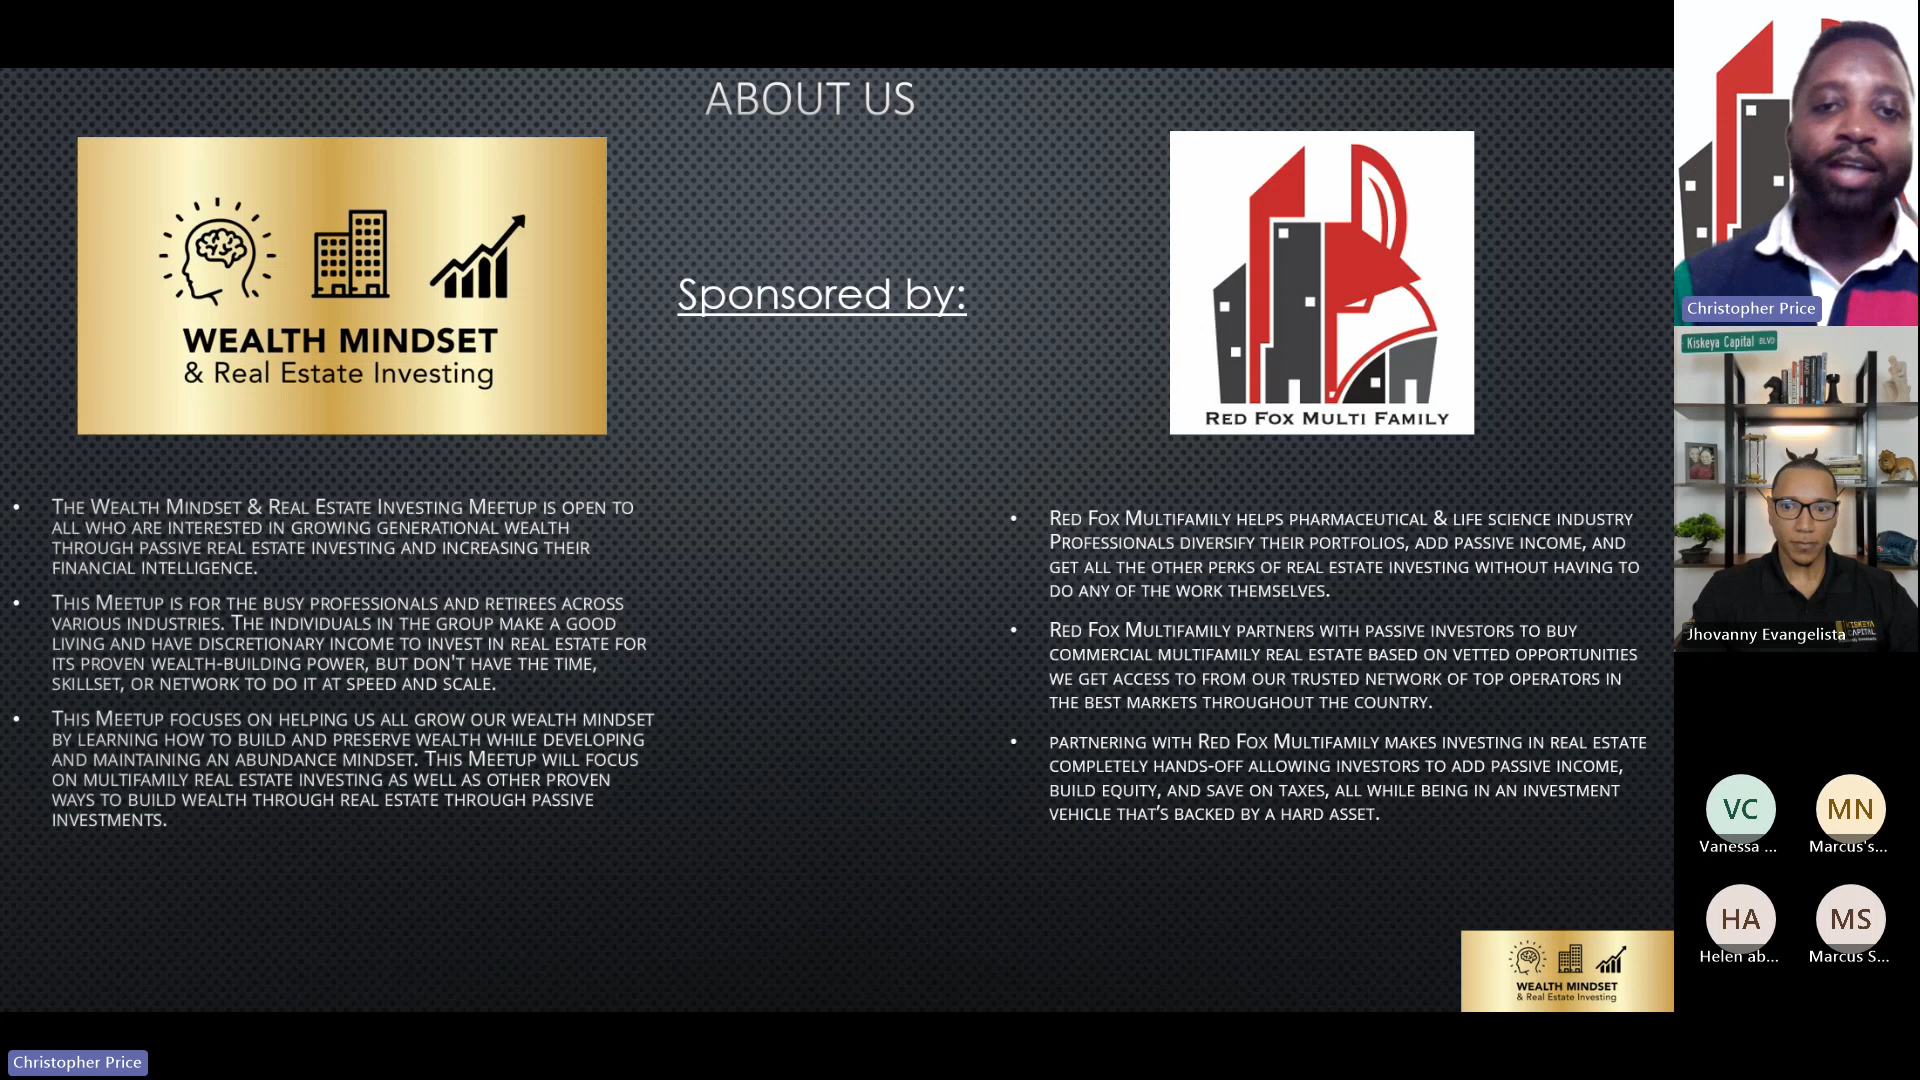 ABOUT US
WEALTH MINDSET
& Real Estate Investing
Sponsored by:
RED FOX MULTI FAMILY
• THE WEALTH MINDSET & REAL ESTATE INVESTING MEETUP IS OPEN TO
ALL WHO ARE INTERESTED IN GROWING GENERATIONAL WEALTH
THROUGH PASSIVE REAL ESTATE INVESTING AND INCREASING THEIR
FINANCIAL INTELLIGENCE.
• THIS MEETUP IS FOR THE BUSY PROFESSIONALS AND RETIREES ACROSS
VARIOUS INDUSTRIES. THE INDIVIDUALS IN THE GROUP MAKE A GOOD
LIVING AND HAVE DISCRETIONARY INCOME TO INVEST IN REAL ESTATE FOR
ITS PROVEN WEALTH-BUILDING POWER, BUT DON'T HAVE THE TIME,
SKILLSET, OR NETWORK TO DO IT AT SPEED AND SCALE.
• THIS MEETUP FOCUSES ON HELPING US ALL GROW OUR WEALTH MINDSET
BY LEARNING HOW TO BUILD AND PRESERVE WEALTH WHILE DEVELOPING
AND MAINTAINING AN ABUNDANCE MINDSET. THIS MEETUP WILL FOCUS
ON MULTIFAMILY REAL ESTATE INVESTING AS WELL AS OTHER PROVEN
WAYS TO BUILD WEALTH THROUGH REAL ESTATE THROUGH PASSIVE
INVESTMENTS.
• RED FOX MULTIFAMILY HELPS PHARMACEUTICAL & LIFE SCIENCE INDUSTRY
PROFESSIONALS DIVERSIFY THEIR PORTFOLIOS, ADD PASSIVE INCOME, AND
GET ALL THE OTHER PERKS OF REAL ESTATE INVESTING WITHOUT HAVING TO
DO ANY OF THE WORK THEMSELVES.
• RED FOX MULTIFAMILY PARTNERS WITH PASSIVE INVESTORS TO BUY
COMMERCIAL MULTIFAMILY REAL ESTATE BASED ON VETTED OPPORTUNITIES
WE GET ACCESS TO FROM OUR TRUSTED NETWORK OF TOP OPERATORS IN
THE BEST MARKETS THROUGHOUT THE COUNTRY.
• PARTNERING WITH RED FOX MULTIFAMILY MAKES INVESTING IN REAL ESTATE
COMPLETELY HANDS-OFF ALLOWING INVESTORS TO ADD PASSIVE INCOME,
BUILD EQUITY, AND SAVE ON TAXES, ALL WHILE BEING IN AN INVESTMENT
VEHICLE THAT'S BACKED BY A HARD ASSET.
WEALTH MINDSET
& Real Estate Investing
Christopher Price
Christopher Price
Kiskeya Capital BLVD
KISKEYA
CAPITAL
Jhovanny Evangelista
VC
Vanessa ...
MN
Marcus's...
HA
Helen ab...
MS
Marcus S...